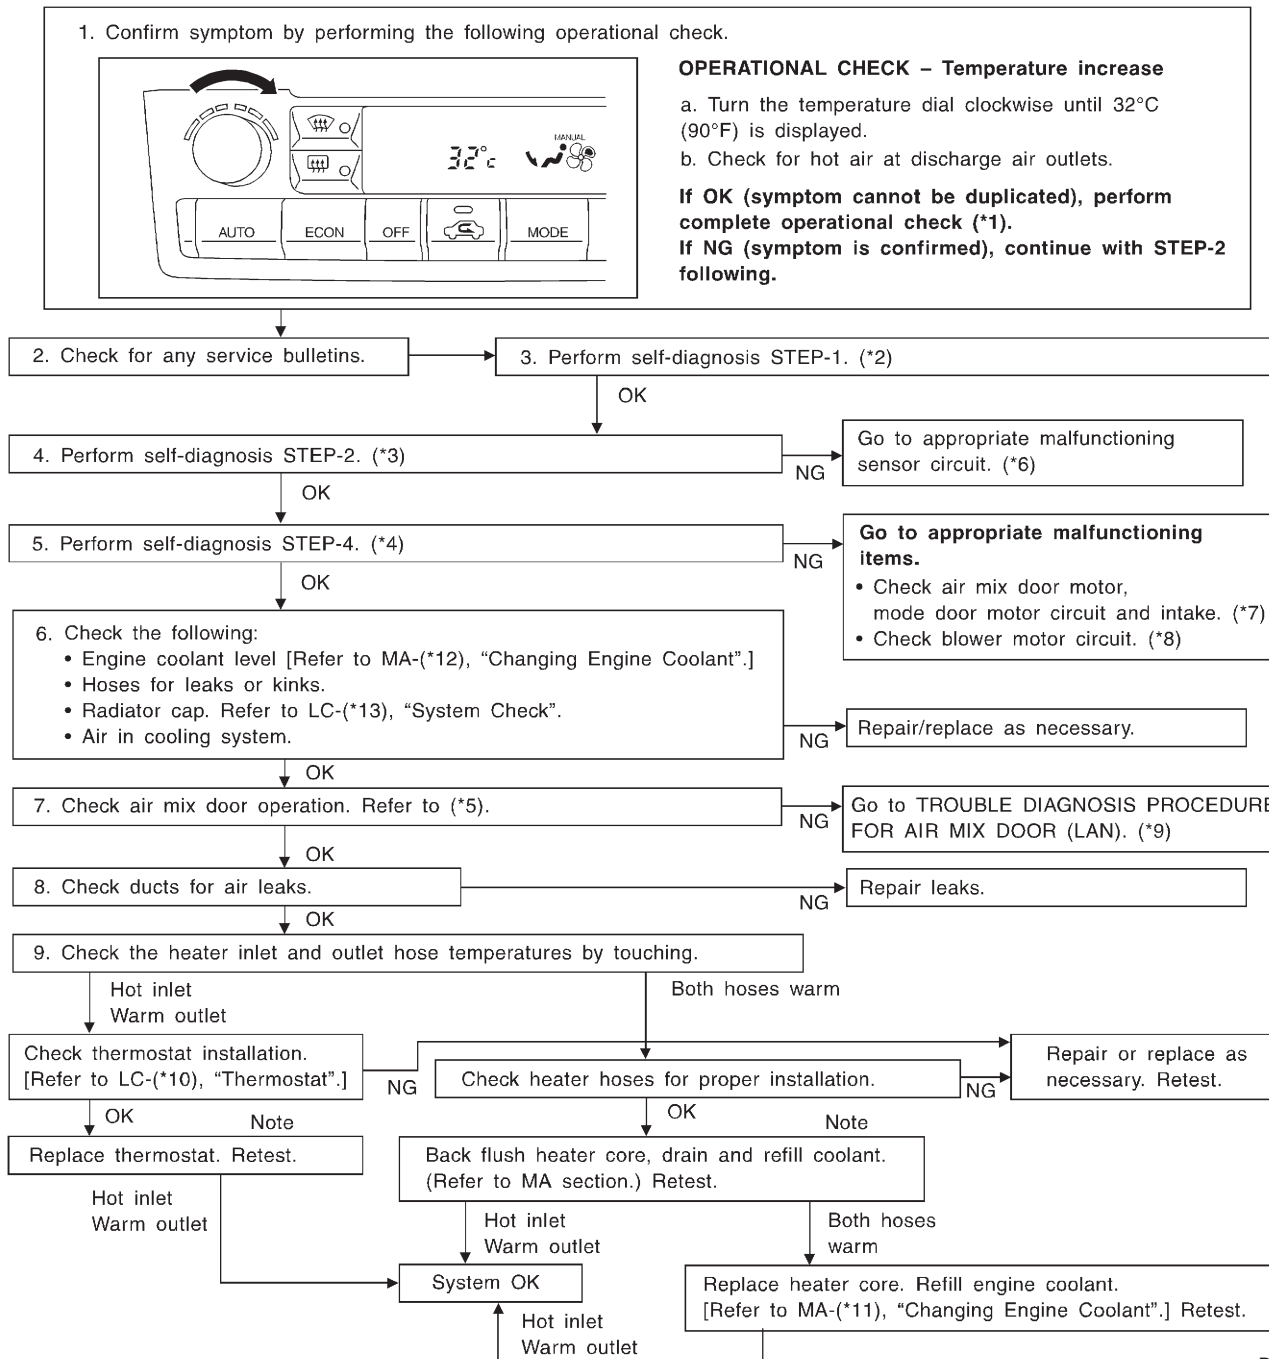 1. Confirm symptom by performing the following operational check.
MANUAL
32°c
AUTO
ECON
OFF
MODE
OPERATIONAL CHECK – Temperature increase
a. Turn the temperature dial clockwise until 32°C
(90°F) is displayed.
b. Check for hot air at discharge air outlets.
If OK (symptom cannot be duplicated), perform
complete operational check (*1).
If NG (symptom is confirmed), continue with STEP-2
following.
2. Check for any service bulletins.
3. Perform self-diagnosis STEP-1. (*2)
OK
4. Perform self-diagnosis STEP-2. (*3)
NG
Go to appropriate malfunctioning
sensor circuit. (*6)
OK
5. Perform self-diagnosis STEP-4. (*4)
NG
Go to appropriate malfunctioning
items.
• Check air mix door motor,
mode door motor circuit and intake. (*7)
• Check blower motor circuit. (*8)
OK
6. Check the following:
• Engine coolant level [Refer to MA-(*12), “Changing Engine Coolant”.]
• Hoses for leaks or kinks.
• Radiator cap. Refer to LC-(*13), “System Check”.
• Air in cooling system.
NG
Repair/replace as necessary.
OK
7. Check air mix door operation. Refer to (*5).
NG
Go to TROUBLE DIAGNOSIS PROCEDURE
FOR AIR MIX DOOR (LAN). (*9)
OK
8. Check ducts for air leaks.
NG
Repair leaks.
OK
9. Check the heater inlet and outlet hose temperatures by touching.
Hot inlet
Warm outlet
Both hoses warm
Check thermostat installation.
[Refer to LC-(*10), “Thermostat”.]
NG
Check heater hoses for proper installation.
NG
Repair or replace as
necessary. Retest.
OK
Note
OK
Note
Replace thermostat. Retest.
Back flush heater core, drain and refill coolant.
(Refer to MA section.) Retest.
Hot inlet
Warm outlet
Hot inlet
Warm outlet
Both hoses
warm
System OK
Replace heater core. Refill engine coolant.
[Refer to MA-(*11), “Changing Engine Coolant”.] Retest.
Hot inlet
Warm outlet